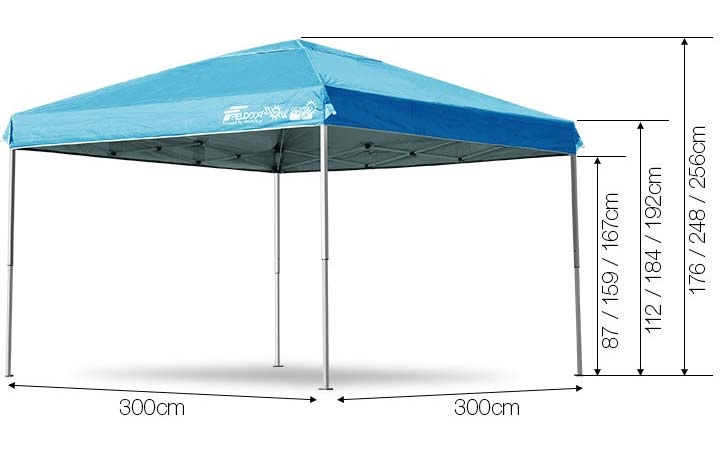 FIELDOOR
87 / 159 / 167cm
112 / 184 / 192cm
176 / 248 / 256cm
300cm
300cm